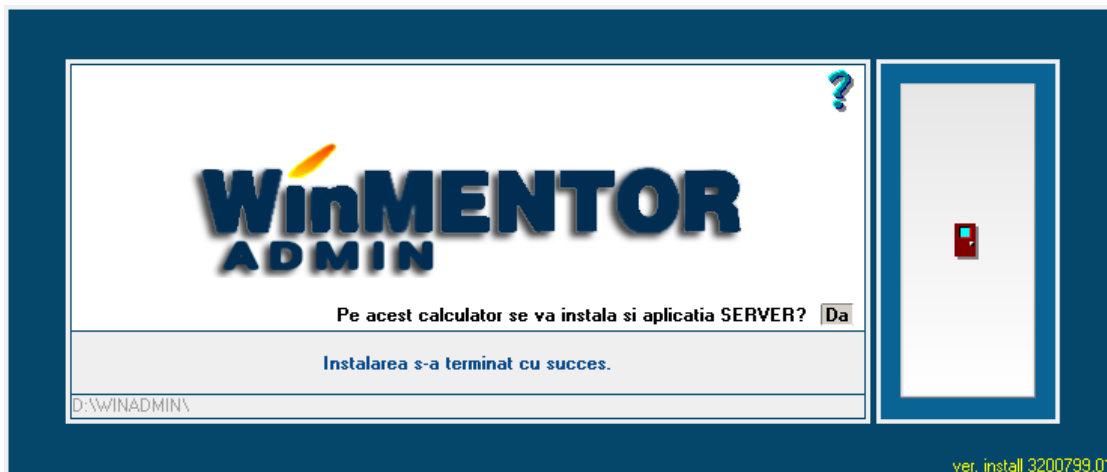 ?
WinMENTOR
ADMIN
Pe acest calculator se va instala si aplicatia SERVER? Da
Instalarea s-a terminat cu succes.
D:\WINADMIN\
ver. install 3200799.01